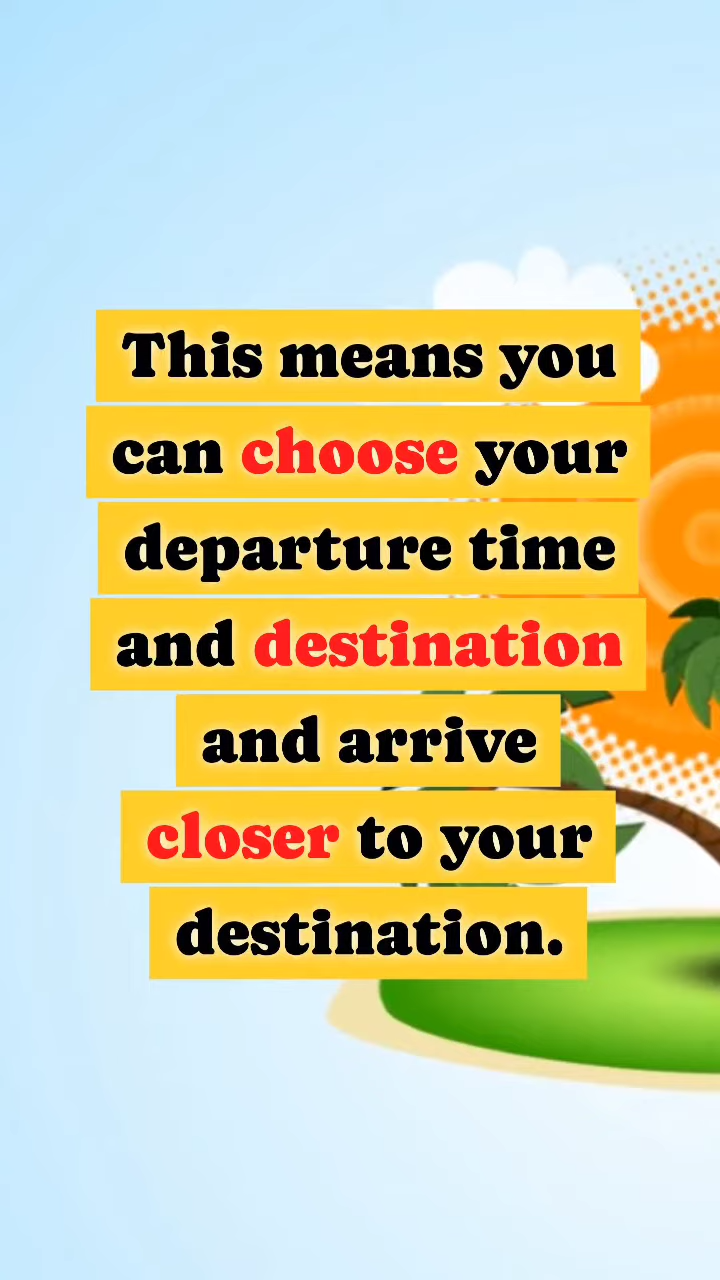 This means you
can choose your
departure time
and destination
and arrive
closer to your
destination.